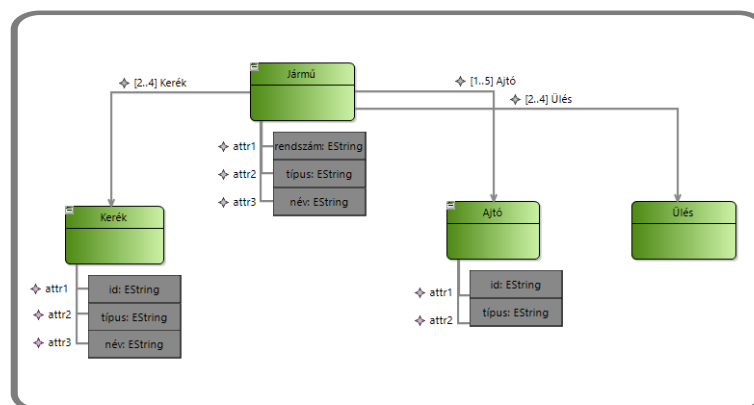 Jármű
[2..4] Kerék
[1..5] Ajtó
[2..4] Ülés
attr1 rendszám: EString
attr2 típus: EString
attr3 név: EString
Kerék
attr1 id: EString
attr2 típus: EString
attr3 név: EString
Ajtó
attr1 id: EString
attr2 típus: EString
Ülés